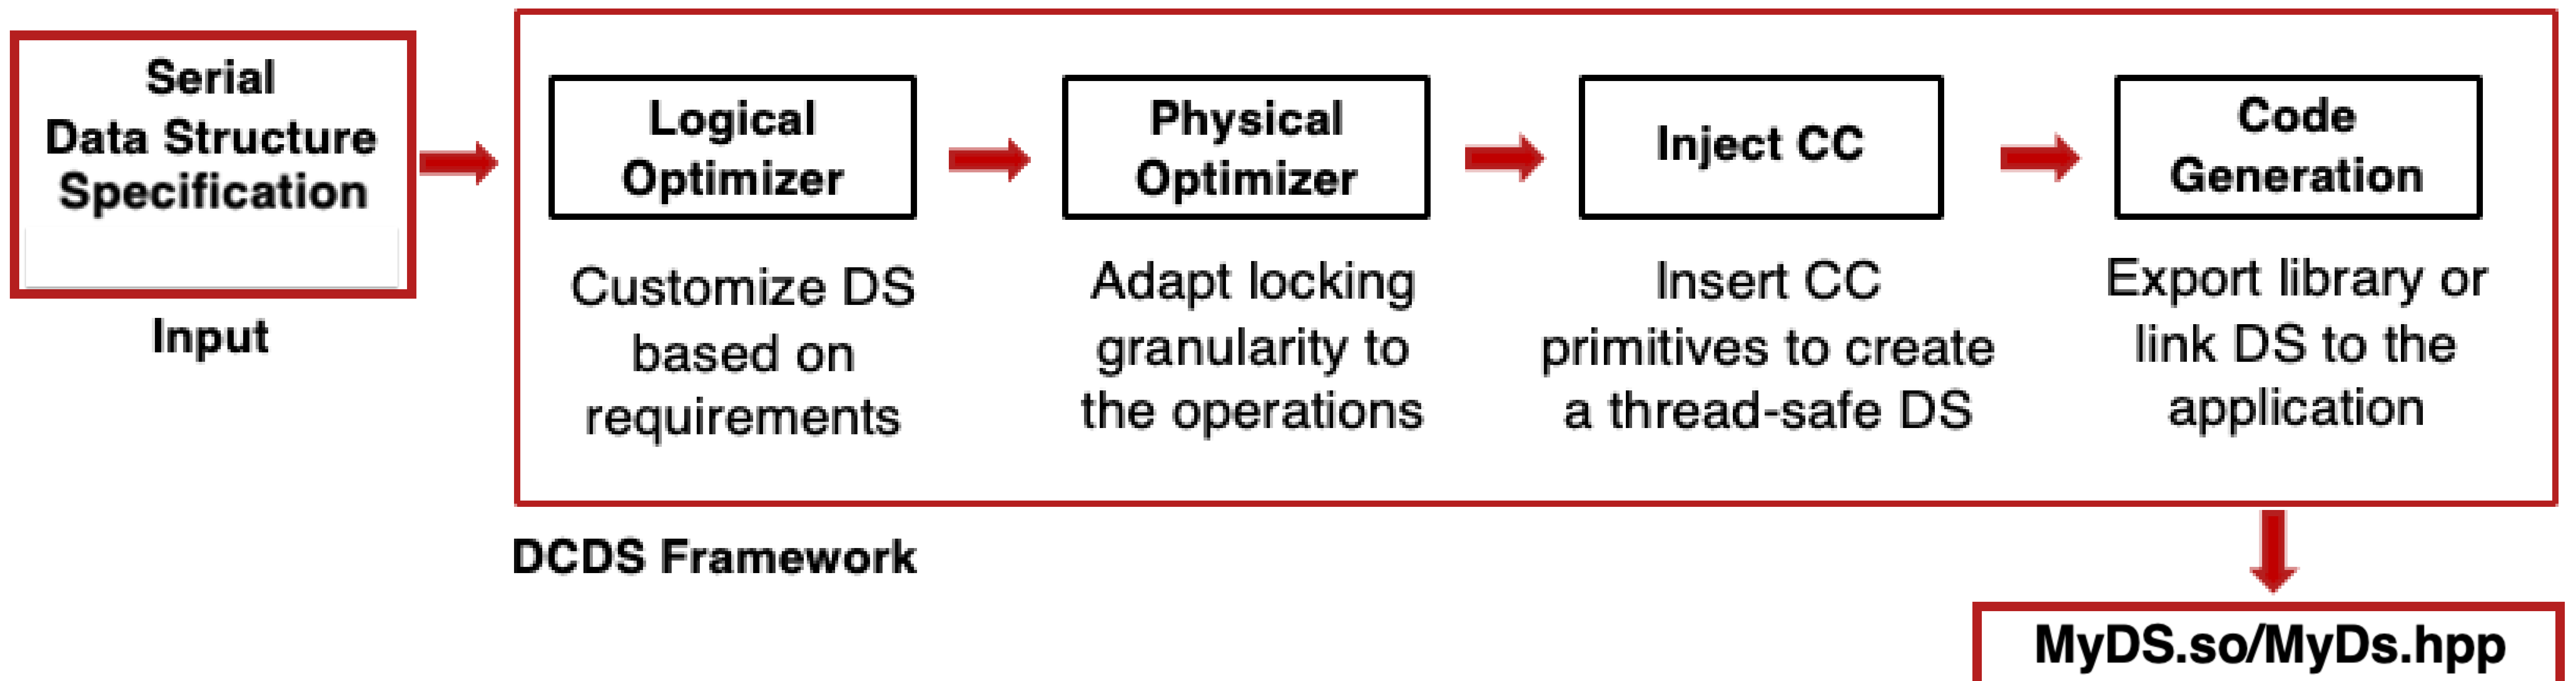 Serial
Data Structure
Specification
Input
Logical
Optimizer
Customize DS
based on
requirements
Physical
Optimizer
Adapt locking
granularity to
the operations
Inject CC
Insert CC
primitives to create
a thread-safe DS
Code
Generation
Export library or
link DS to the
application
DCDS Framework
MyDS.so/MyDs.hpp